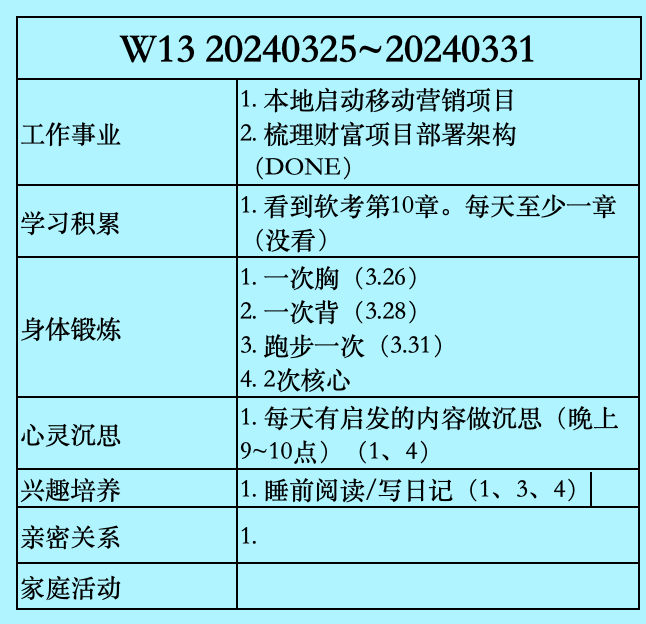 W13 20240325~20240331
工作事业
1. 本地启动移动营销项目
2. 梳理财富项目部署架构
（DONE）
学习积累
1. 看到软考第10章。每天至少一章
（没看）
身体锻炼
1. 一次胸（3.26）
2. 一次背（3.28）
3. 跑步一次（3.31）
4. 2次核心
心灵沉思
1. 每天有启发的内容做沉思（晚上
9~10点）（1、4）
兴趣培养
1. 睡前阅读/写日记（1、3、4）
亲密关系
1.
家庭活动